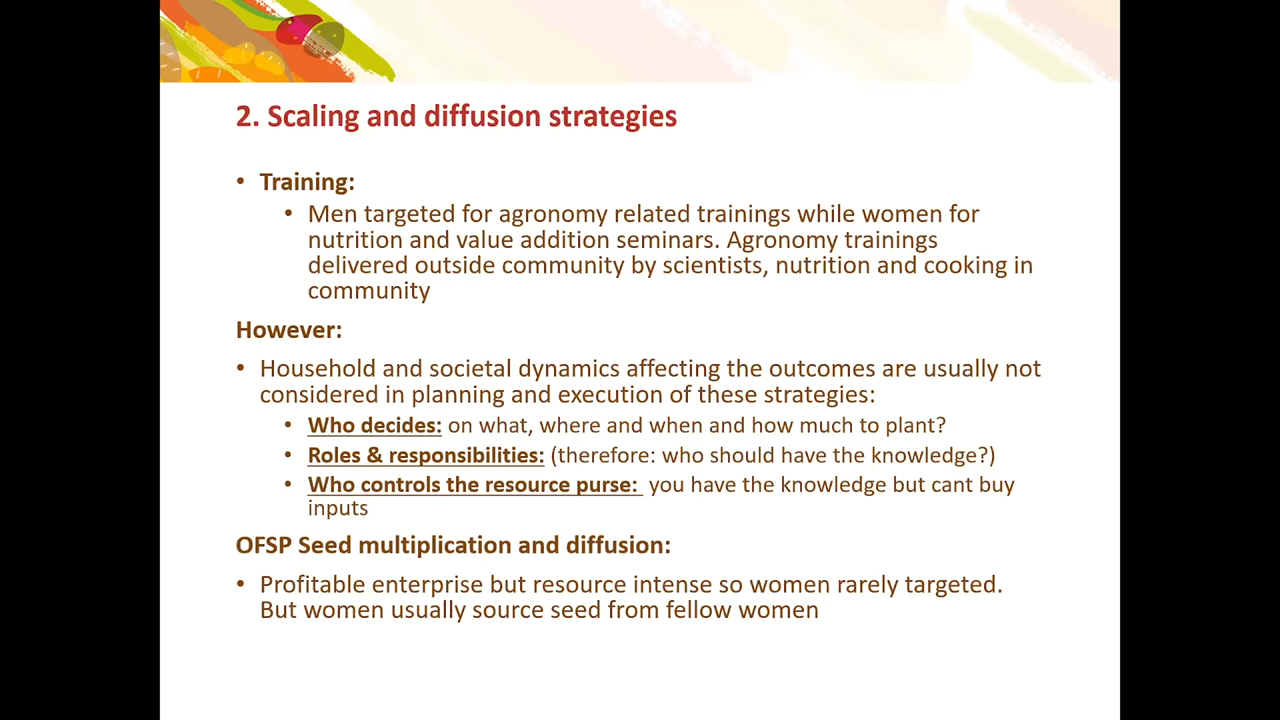 2. Scaling and diffusion strategies
• Training:
• Men targeted for agronomy related trainings while women for
nutrition and value addition seminars. Agronomy trainings
delivered outside community by scientists, nutrition and cooking in
community
However:
• Household and societal dynamics affecting the outcomes are usually not
considered in planning and execution of these strategies:
• Who decides: on what, where and when and how much to plant?
• Roles & responsibilities: (therefore: who should have the knowledge?)
• Who controls the resource purse: you have the knowledge but cant buy
inputs
OFSP Seed multiplication and diffusion:
• Profitable enterprise but resource intense so women rarely targeted.
But women usually source seed from fellow women